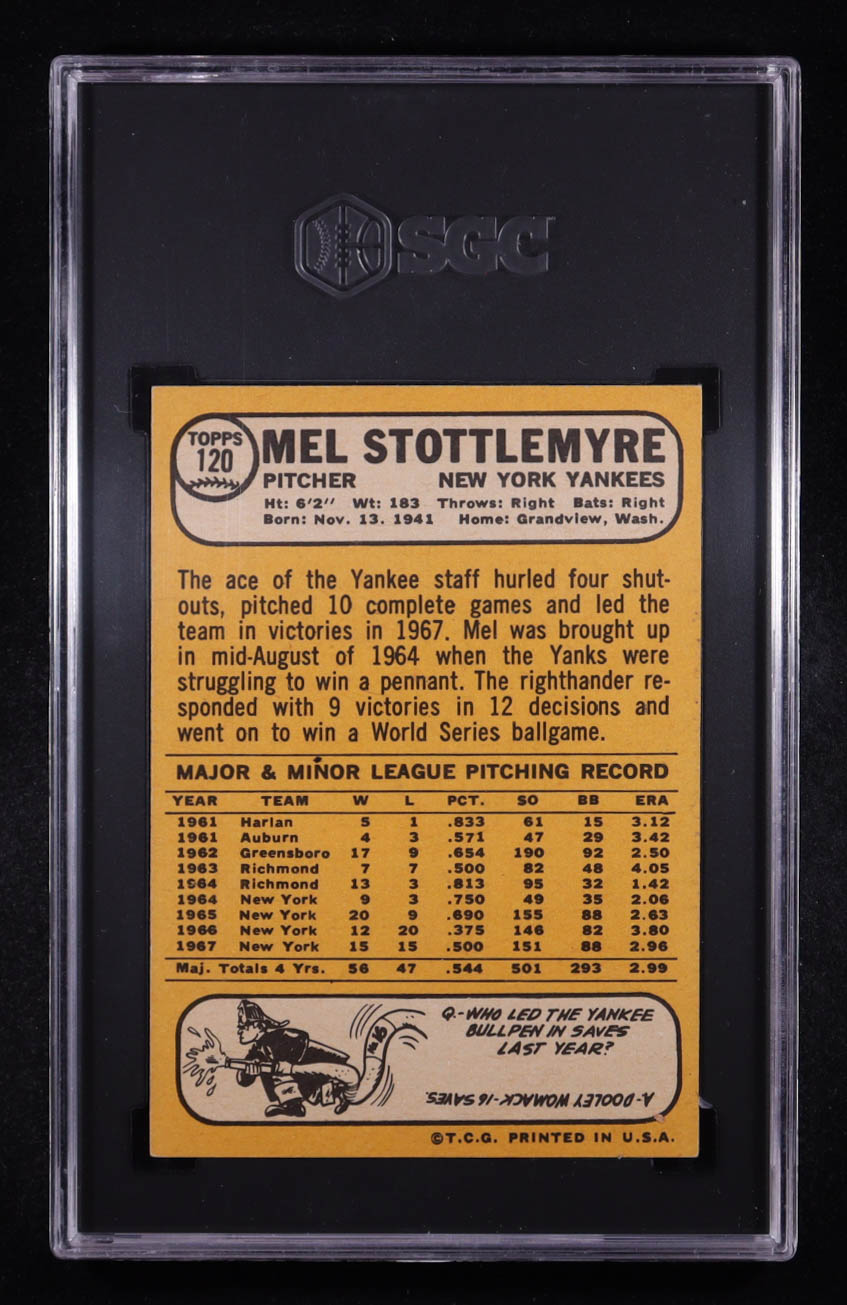 SGC
TOPPS
120
MEL STOTTLEMYRE
PITCHER NEW YORK YANKEES
Ht: 6'2" Wt: 183 Throws: Right Bats: Right
Born: Nov. 13. 1941 Home: Grandview, Wash.
The ace of the Yankee staff hurled four shut-
outs, pitched 10 complete games and led the
team in victories in 1967. Mel was brought up
in mid-August of 1964 when the Yanks were
struggling to win a pennant. The righthander re-
sponded with 9 victories in 12 decisions and
went on to win a World Series ballgame.
MAJOR & MINOR LEAGUE PITCHING RECORD
YEAR TEAM W L PCT. SO BB ERA
1961 Harlan 5 1 .833 61 15 3.12
1961 Auburn 4 3 .571 47 29 3.42
1962 Greensboro 17 9 .654 190 92 2.50
1963 Richmond 7 7 .500 82 48 4.05
1964 Richmond 13 3 .813 95 32 1.42
1964 New York 9 3 .750 49 35 2.06
1965 New York 20 9 .690 155 88 2.63
1966 New York 12 20 .375 146 82 3.80
1967 New York 15 15 .500 151 88 2.96
Maj. Totals 4 Yrs. 56 47 .544 501 293 2.99
Q.-WHO LED THE YANKEE
BULLPEN IN SAVES
LAST YEAR?
A-DOOLEY WOMACK-16 SAVES.
©T.C.G. PRINTED IN U.S.A.